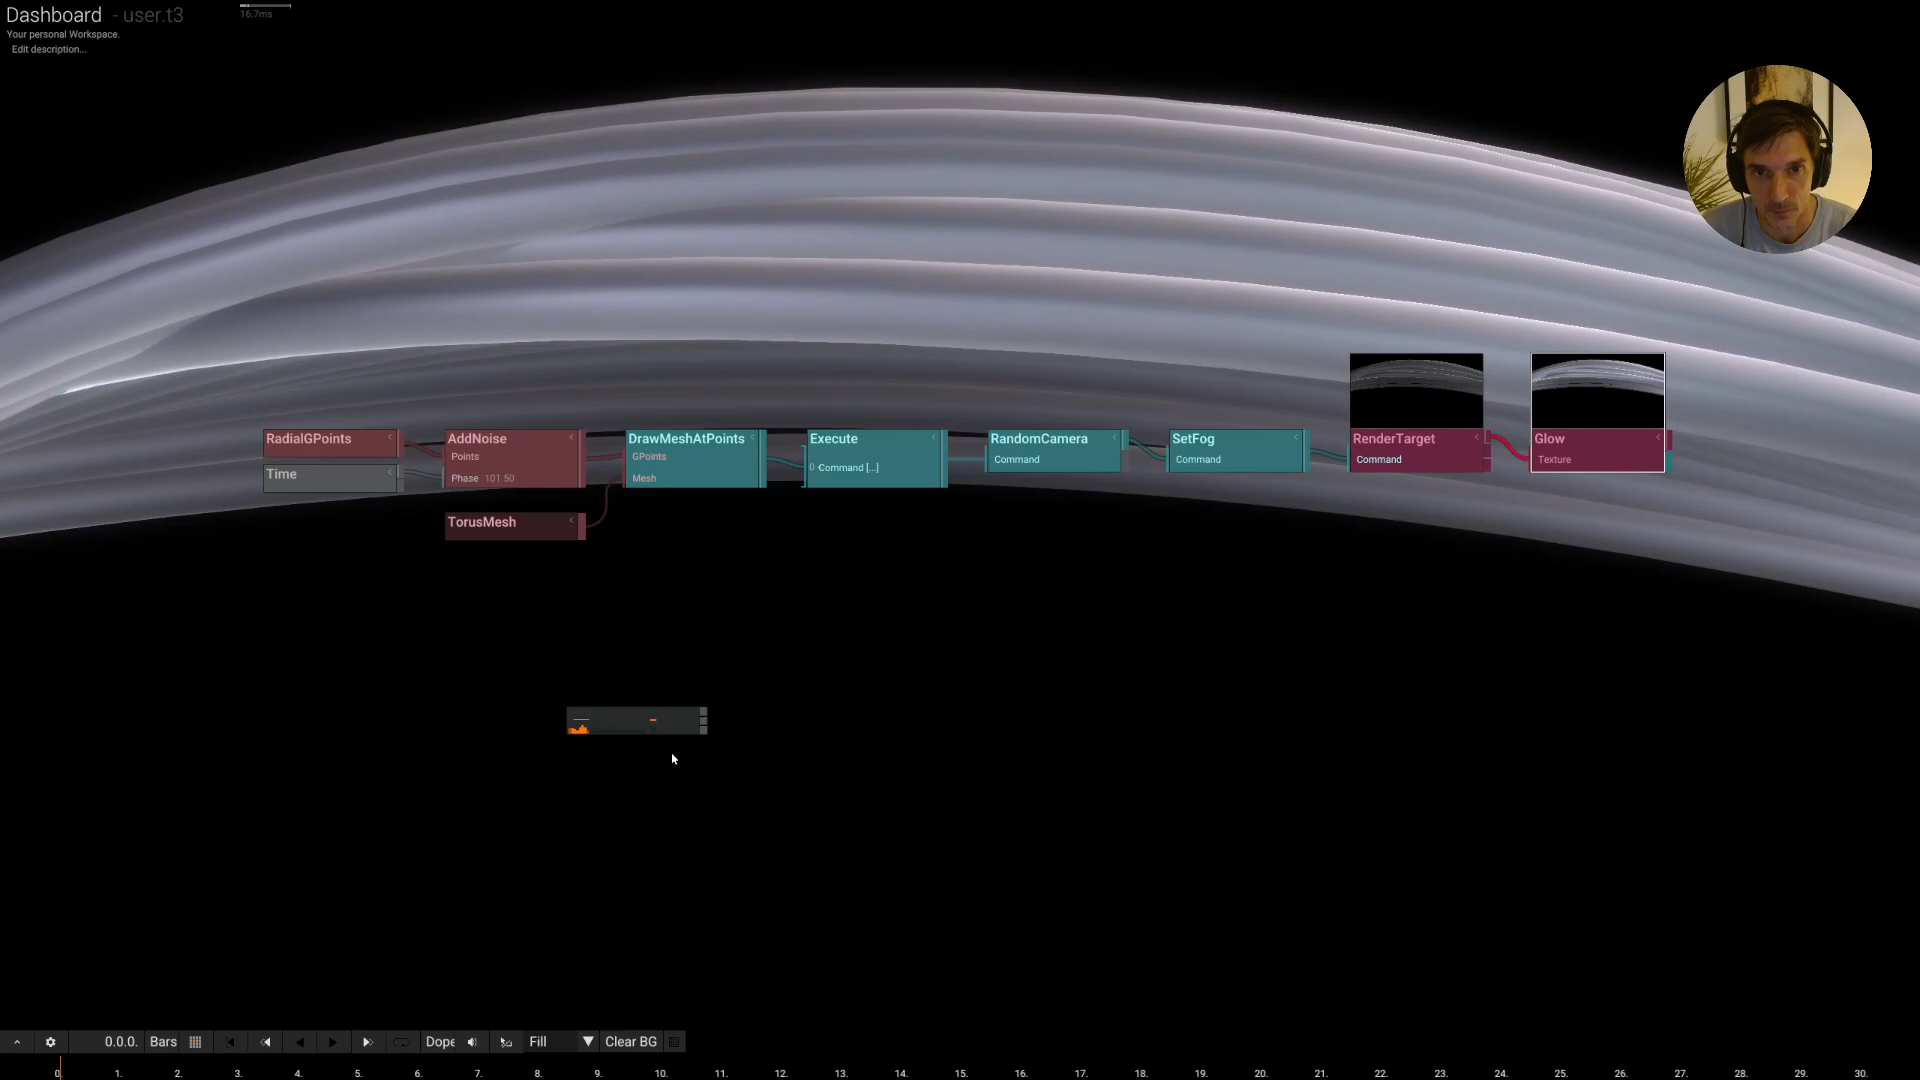 Dashboard - user.t3
16.7ms
Your personal Workspace.
Edit description...
RadialGPoints
AddNoise
DrawMeshAtPoints
Execute
RandomCamera
SetFog
RenderTarget
Glow
Points
GPoints
0
Command [...]
Command
Command
Command
Texture
Time
Phase 101.50
Mesh
TorusMesh
0.0.0.
Bars
Dope
Fill
Clear BG
0. 1. 2. 3. 4. 5. 6. 7. 8. 9. 10. 11. 12. 13. 14. 15. 16. 17. 18. 19. 20. 21. 22. 23. 24. 25. 26. 27. 28. 29. 30.